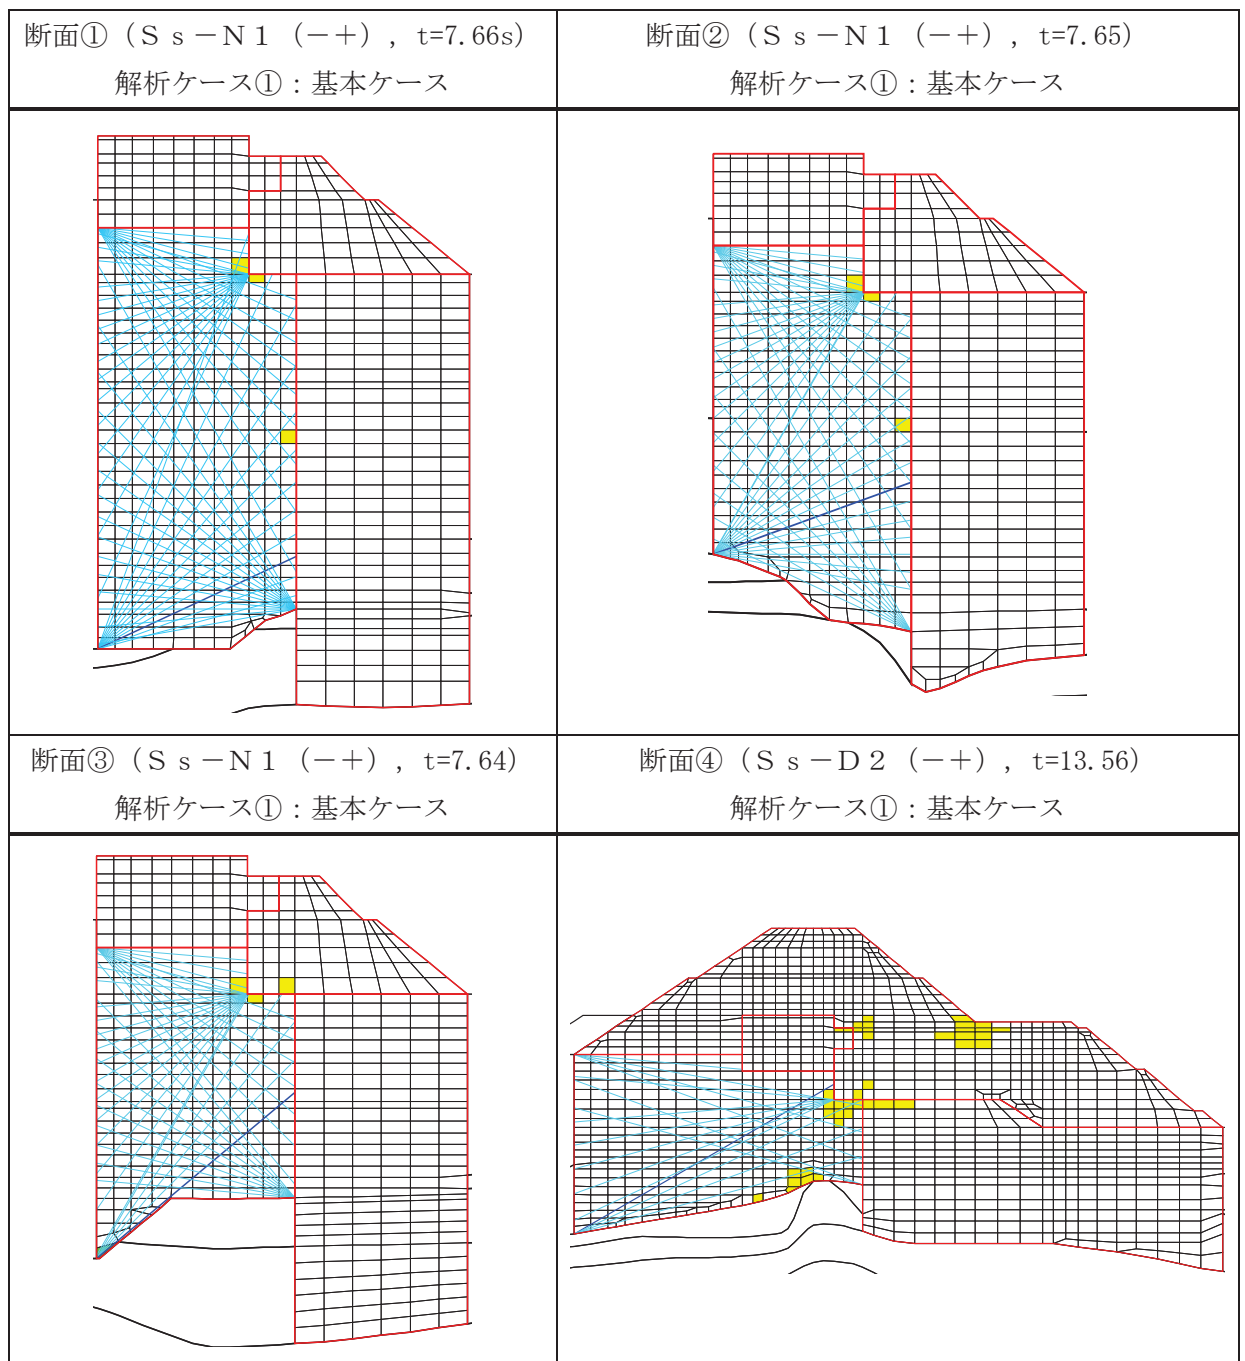 断面①（Ｓｓ－Ｎ１（－＋）, t=7.66s）
解析ケース①：基本ケース
断面②（Ｓｓ－Ｎ１（－＋）, t=7.65）
解析ケース①：基本ケース
断面③（Ｓｓ－Ｎ１（－＋）, t=7.64）
解析ケース①：基本ケース
断面④（Ｓｓ－Ｄ２（－＋）, t=13.56）
解析ケース①：基本ケース